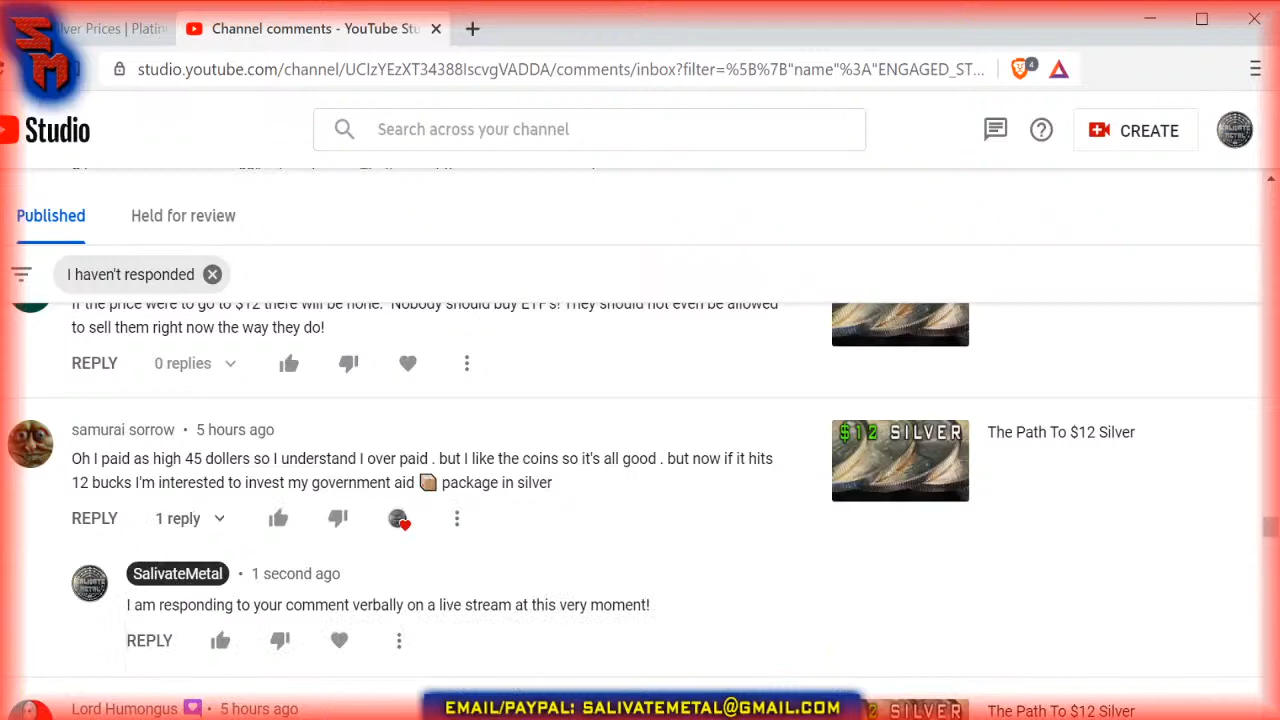 SM
lver Prices | Platin
Channel comments - YouTube Stu
studio.youtube.com/channel/UClzYEzXT34388lscvgVADDA/comments/inbox?filter=%5B%7B"name"%3A"ENGAGED_ST...
4
Studio
Search across your channel
CREATE
Published
Held for review
I haven't responded
If the price were to go to $12 there will be none. Nobody should buy ETFs! They should not even be allowed
to sell them right now the way they do!
REPLY 0 replies
samurai sorrow • 5 hours ago
Oh I paid as high 45 dollers so I understand I over paid . but I like the coins so it's all good . but now if it hits
12 bucks I'm interested to invest my government aid package in silver
$12 SILVER
The Path To $12 Silver
REPLY 1 reply
SalivateMetal • 1 second ago
I am responding to your comment verbally on a live stream at this very moment!
REPLY
Lord Humongus • 5 hours ago
$12 SILVER
The Path To $12 Silver
EMAIL/PAYPAL: SALIVATEMETAL@GMAIL.COM